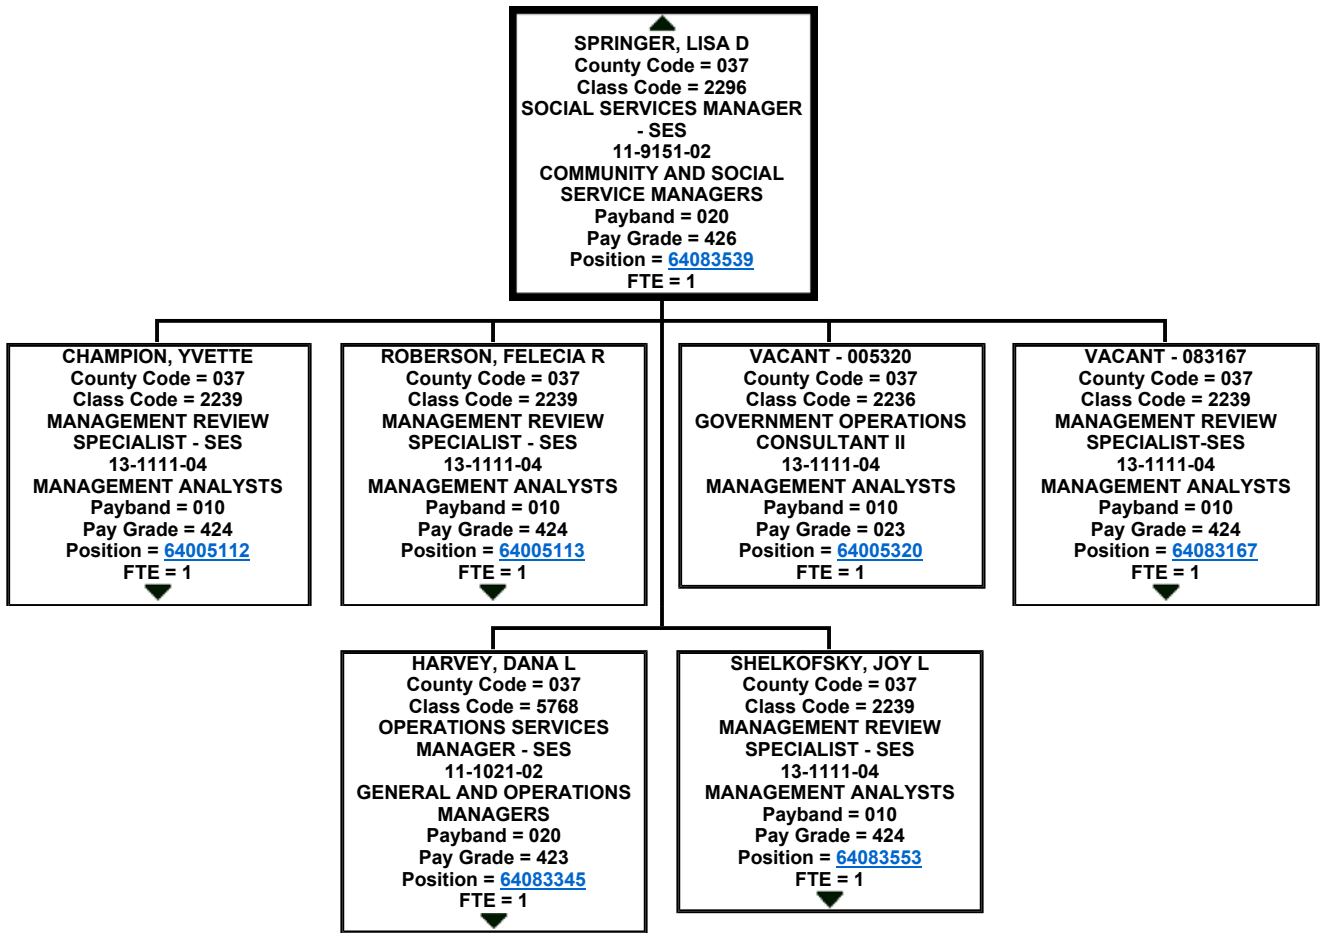 SPRINGER, LISA D
County Code = 037
Class Code = 2296
SOCIAL SERVICES MANAGER
- SES
11-9151-02
COMMUNITY AND SOCIAL
SERVICE MANAGERS
Payband = 020
Pay Grade = 426
Position = 64083539
FTE = 1
CHAMPION, YVETTE
County Code = 037
Class Code = 2239
MANAGEMENT REVIEW
SPECIALIST - SES
13-1111-04
MANAGEMENT ANALYSTS
Payband = 010
Pay Grade = 424
Position = 64005112
FTE = 1
ROBERSON, FELECIA R
County Code = 037
Class Code = 2239
MANAGEMENT REVIEW
SPECIALIST - SES
13-1111-04
MANAGEMENT ANALYSTS
Payband = 010
Pay Grade = 424
Position = 64005113
FTE = 1
VACANT - 005320
County Code = 037
Class Code = 2236
GOVERNMENT OPERATIONS
CONSULTANT II
13-1111-04
MANAGEMENT ANALYSTS
Payband = 010
Pay Grade = 023
Position = 64005320
FTE = 1
VACANT - 083167
County Code = 037
Class Code = 2239
MANAGEMENT REVIEW
SPECIALIST-SES
13-1111-04
MANAGEMENT ANALYSTS
Payband = 010
Pay Grade = 424
Position = 64083167
FTE = 1
HARVEY, DANA L
County Code = 037
Class Code = 5768
OPERATIONS SERVICES
MANAGER - SES
11-1021-02
GENERAL AND OPERATIONS
MANAGERS
Payband = 020
Pay Grade = 423
Position = 64083345
FTE = 1
SHELKOFSKY, JOY L
County Code = 037
Class Code = 2239
MANAGEMENT REVIEW
SPECIALIST - SES
13-1111-04
MANAGEMENT ANALYSTS
Payband = 010
Pay Grade = 424
Position = 64083553
FTE = 1